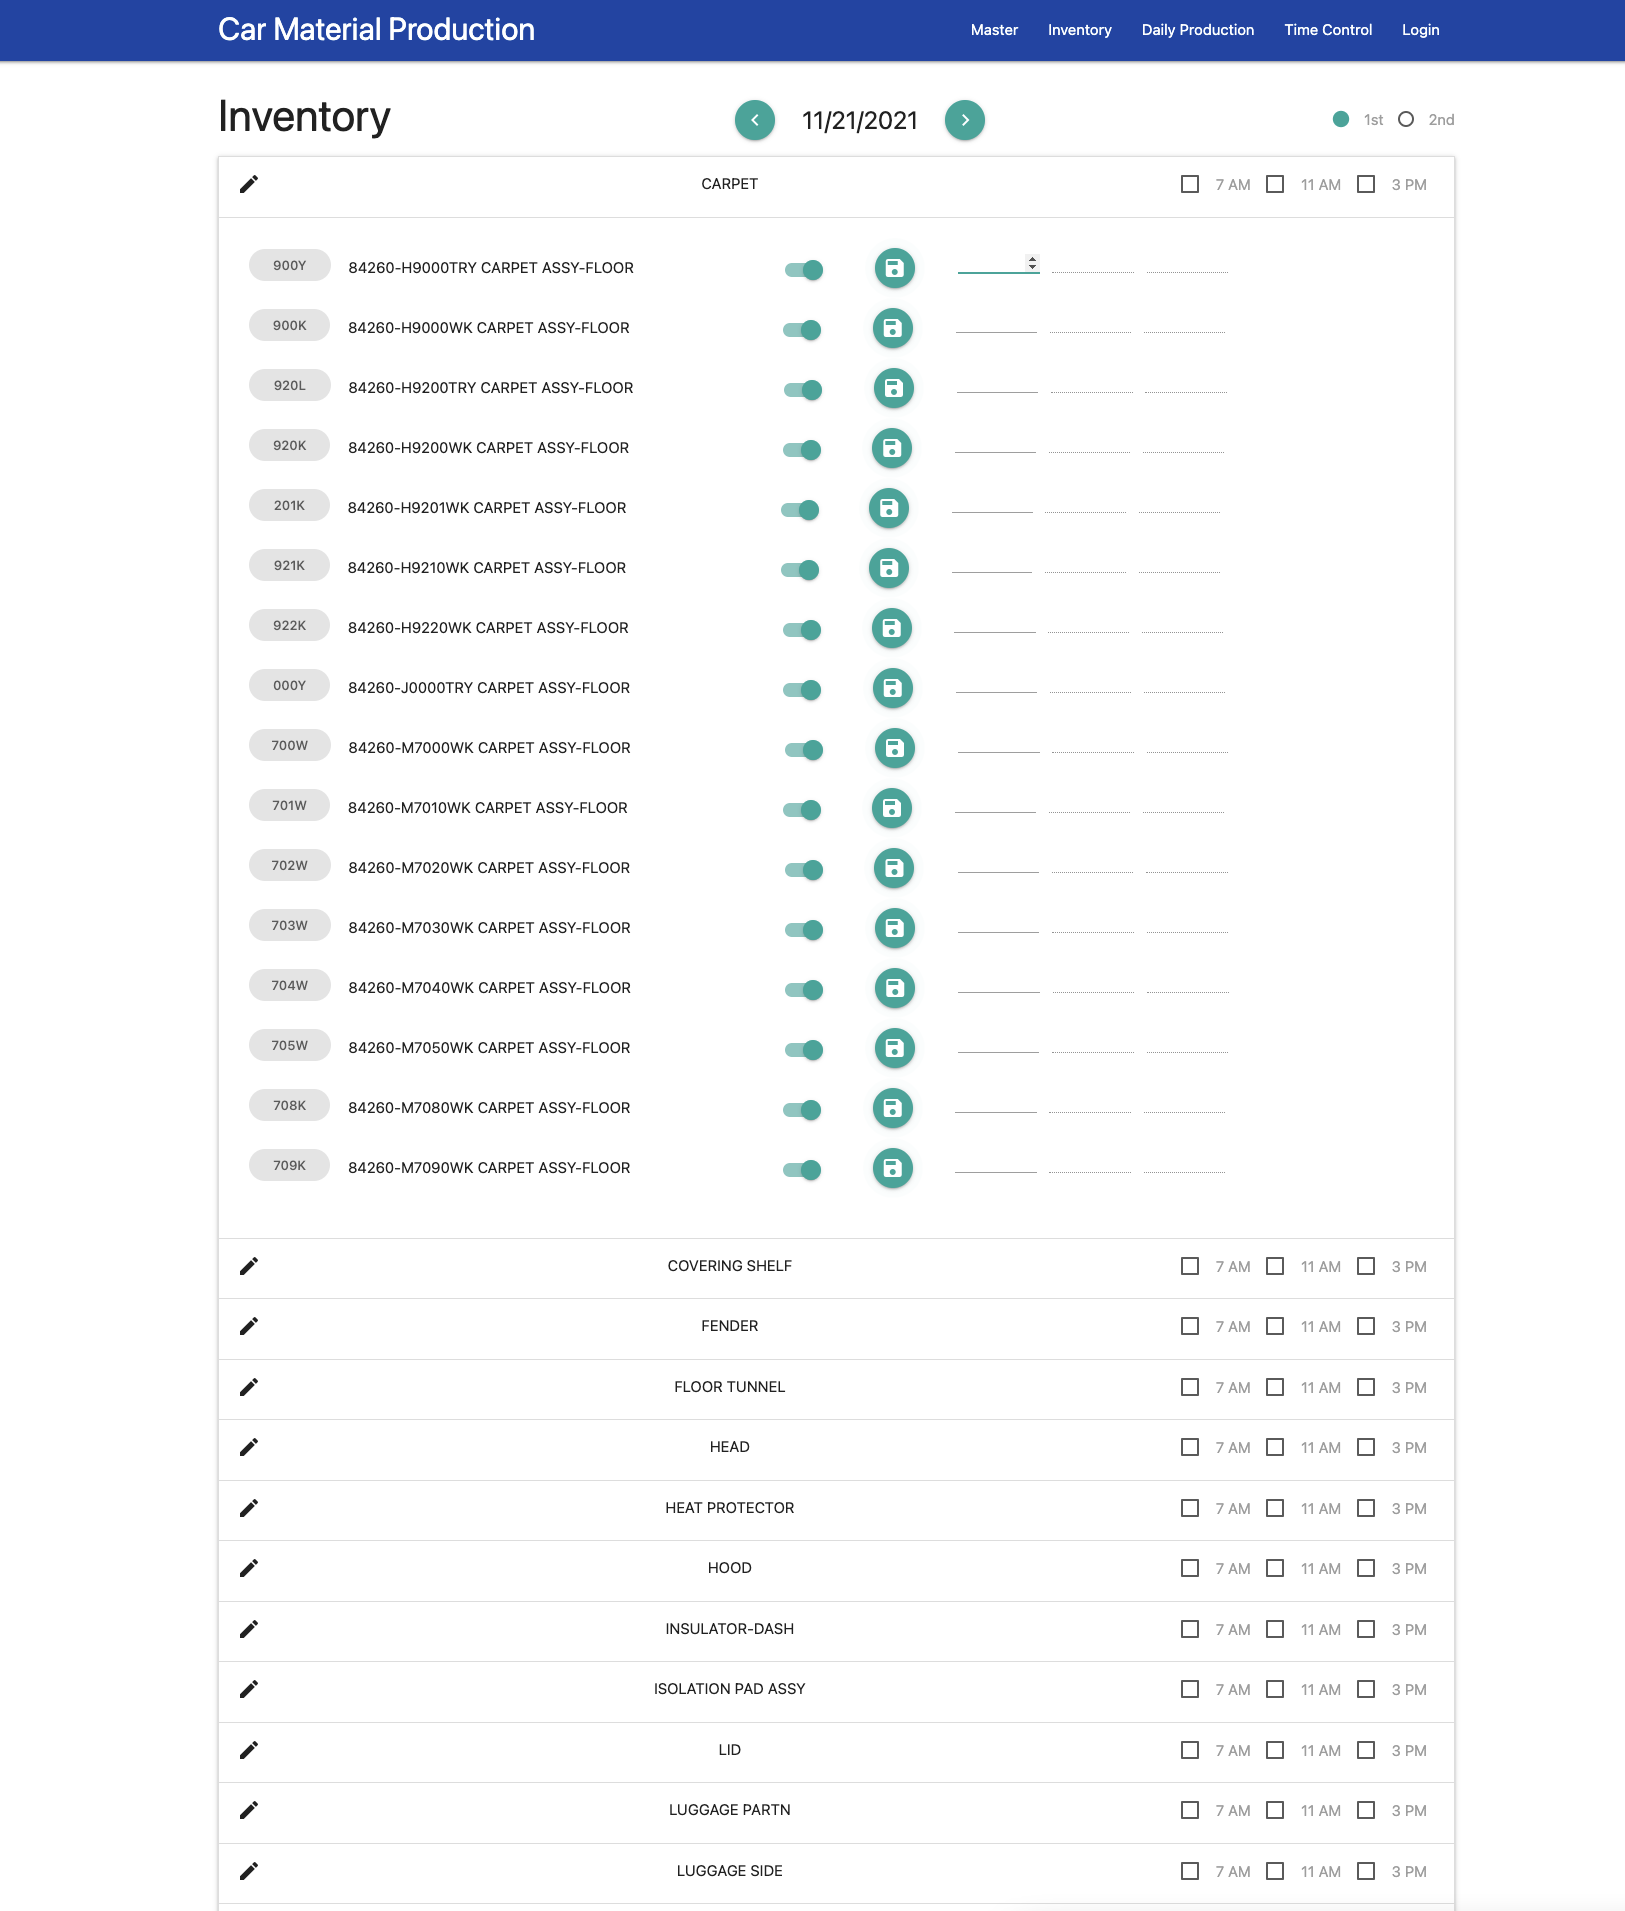 Car Material Production Master Inventory Daily Production Time Control Login
Inventory 11/21/2021 1st 2nd
CARPET 7 AM 11 AM 3 PM
900Y 84260-H9000TRY CARPET ASSY-FLOOR
900K 84260-H9000WK CARPET ASSY-FLOOR
920L 84260-H9200TRY CARPET ASSY-FLOOR
920K 84260-H9200WK CARPET ASSY-FLOOR
201K 84260-H9201WK CARPET ASSY-FLOOR
921K 84260-H9210WK CARPET ASSY-FLOOR
922K 84260-H9220WK CARPET ASSY-FLOOR
000Y 84260-J0000TRY CARPET ASSY-FLOOR
700W 84260-M7000WK CARPET ASSY-FLOOR
701W 84260-M7010WK CARPET ASSY-FLOOR
702W 84260-M7020WK CARPET ASSY-FLOOR
703W 84260-M7030WK CARPET ASSY-FLOOR
704W 84260-M7040WK CARPET ASSY-FLOOR
705W 84260-M7050WK CARPET ASSY-FLOOR
708K 84260-M7080WK CARPET ASSY-FLOOR
709K 84260-M7090WK CARPET ASSY-FLOOR
COVERING SHELF 7 AM 11 AM 3 PM
FENDER 7 AM 11 AM 3 PM
FLOOR TUNNEL 7 AM 11 AM 3 PM
HEAD 7 AM 11 AM 3 PM
HEAT PROTECTOR 7 AM 11 AM 3 PM
HOOD 7 AM 11 AM 3 PM
INSULATOR-DASH 7 AM 11 AM 3 PM
ISOLATION PAD ASSY 7 AM 11 AM 3 PM
LID 7 AM 11 AM 3 PM
LUGGAGE PARTN 7 AM 11 AM 3 PM
LUGGAGE SIDE 7 AM 11 AM 3 PM